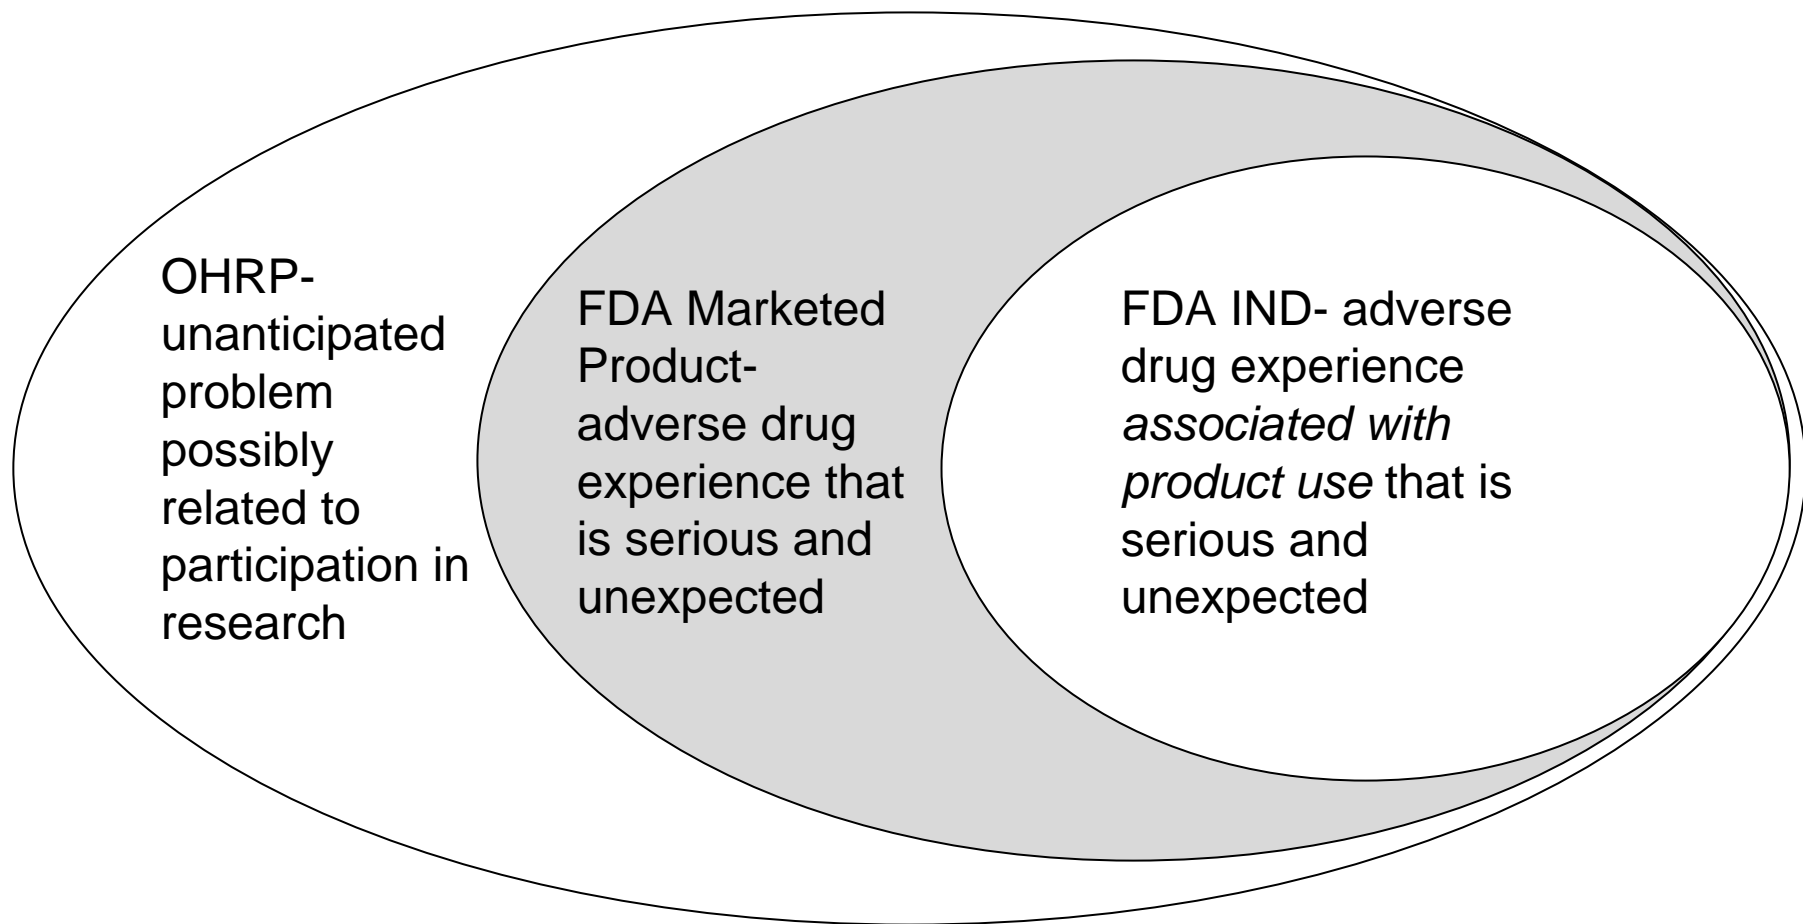 OHRP-
unanticipated
problem
possibly
related to
participation in
research
FDA Marketed
Product-
adverse drug
experience that
is serious and
unexpected
FDA IND- adverse
drug experience
associated with
product use that is
serious and
unexpected